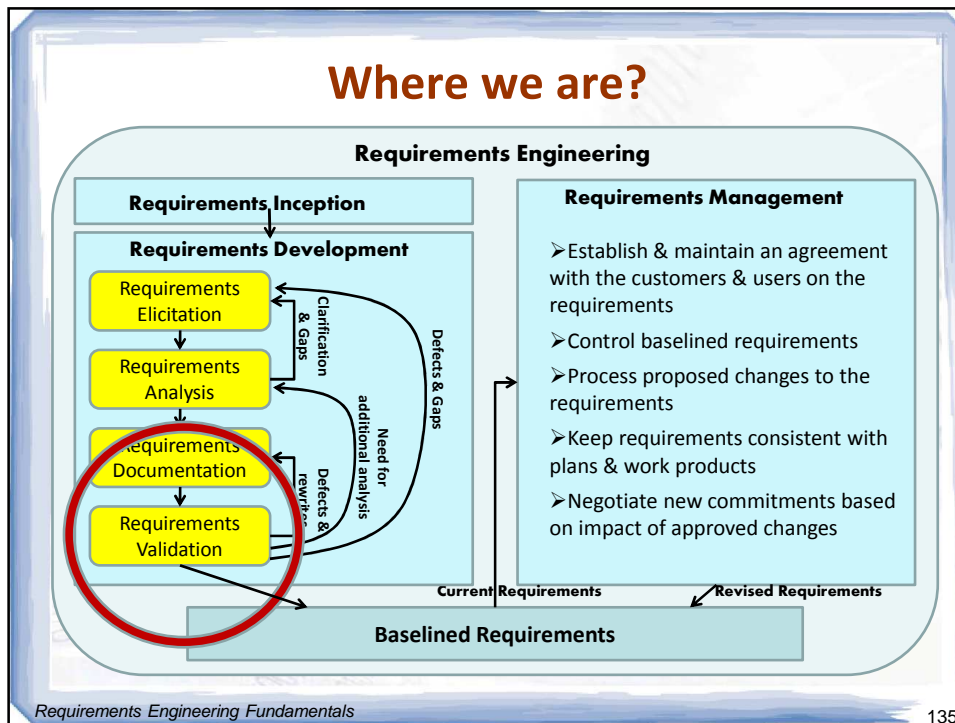 Where we are?
Requirements Engineering
Requirements Inception
Requirements Development
Requirements
Elicitation
Requirements
Analysis
Requirements
Documentation
Requirements
Validation
Clarification
& Gaps
Defects & Gaps
Need for
additional analysis
Defects &
rewrites
Requirements Management
➢Establish & maintain an agreement
with the customers & users on the
requirements
➢Control baselined requirements
➢Process proposed changes to the
requirements
➢Keep requirements consistent with
plans & work products
➢Negotiate new commitments based
on impact of approved changes
Current Requirements
Revised Requirements
Baselined Requirements
Requirements Engineering Fundamentals
135